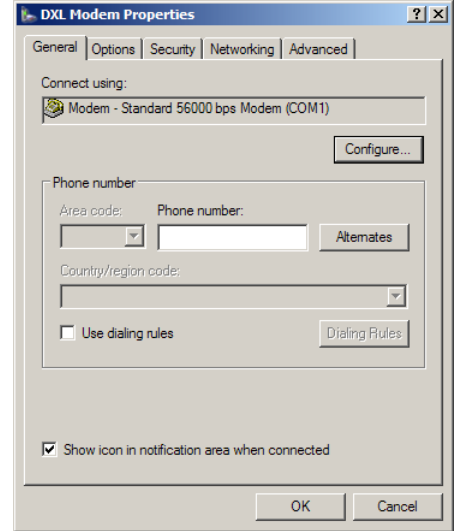 DXL Modem Properties
General Options Security Networking Advanced
Connect using:
Modem - Standard 56000 bps Modem (COM1)
Configure...
Phone number
Area code: Phone number:
Alternates
Country/region code:
Use dialing rules Dialing Rules
Show icon in notification area when connected
OK Cancel